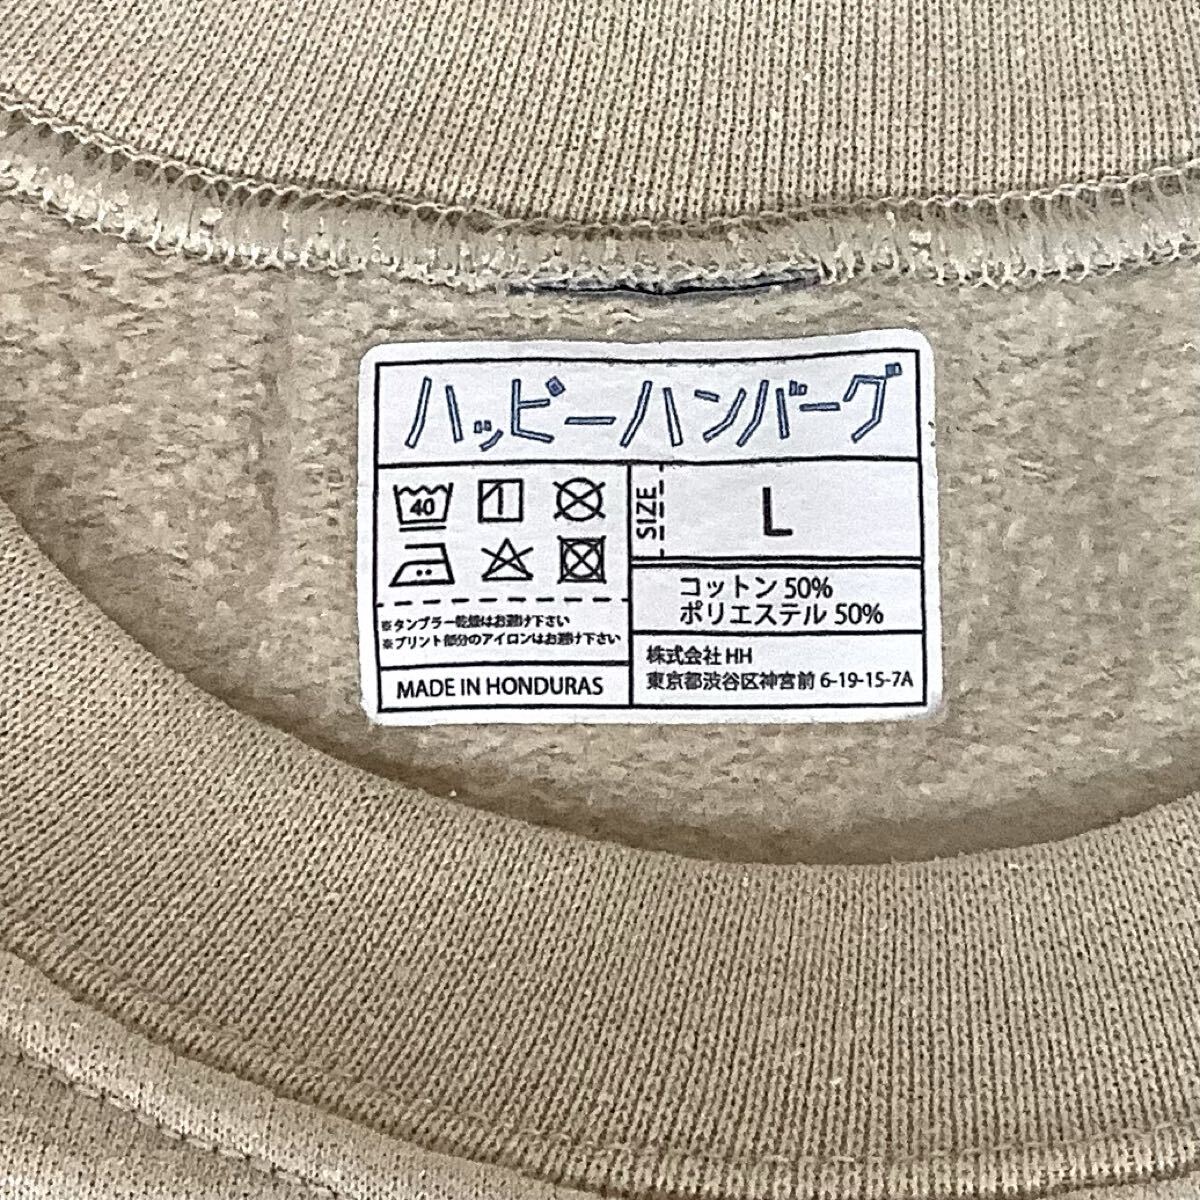 ハッピーハンバーグ
40
SIZE
L
コットン 50%
ポリエステル 50%
※タンブラー乾燥はお避け下さい
※プリント部分のアイロンはお避け下さい
MADE IN HONDURAS
株式会社 HH
東京都渋谷区神宮前 6-19-15-7A